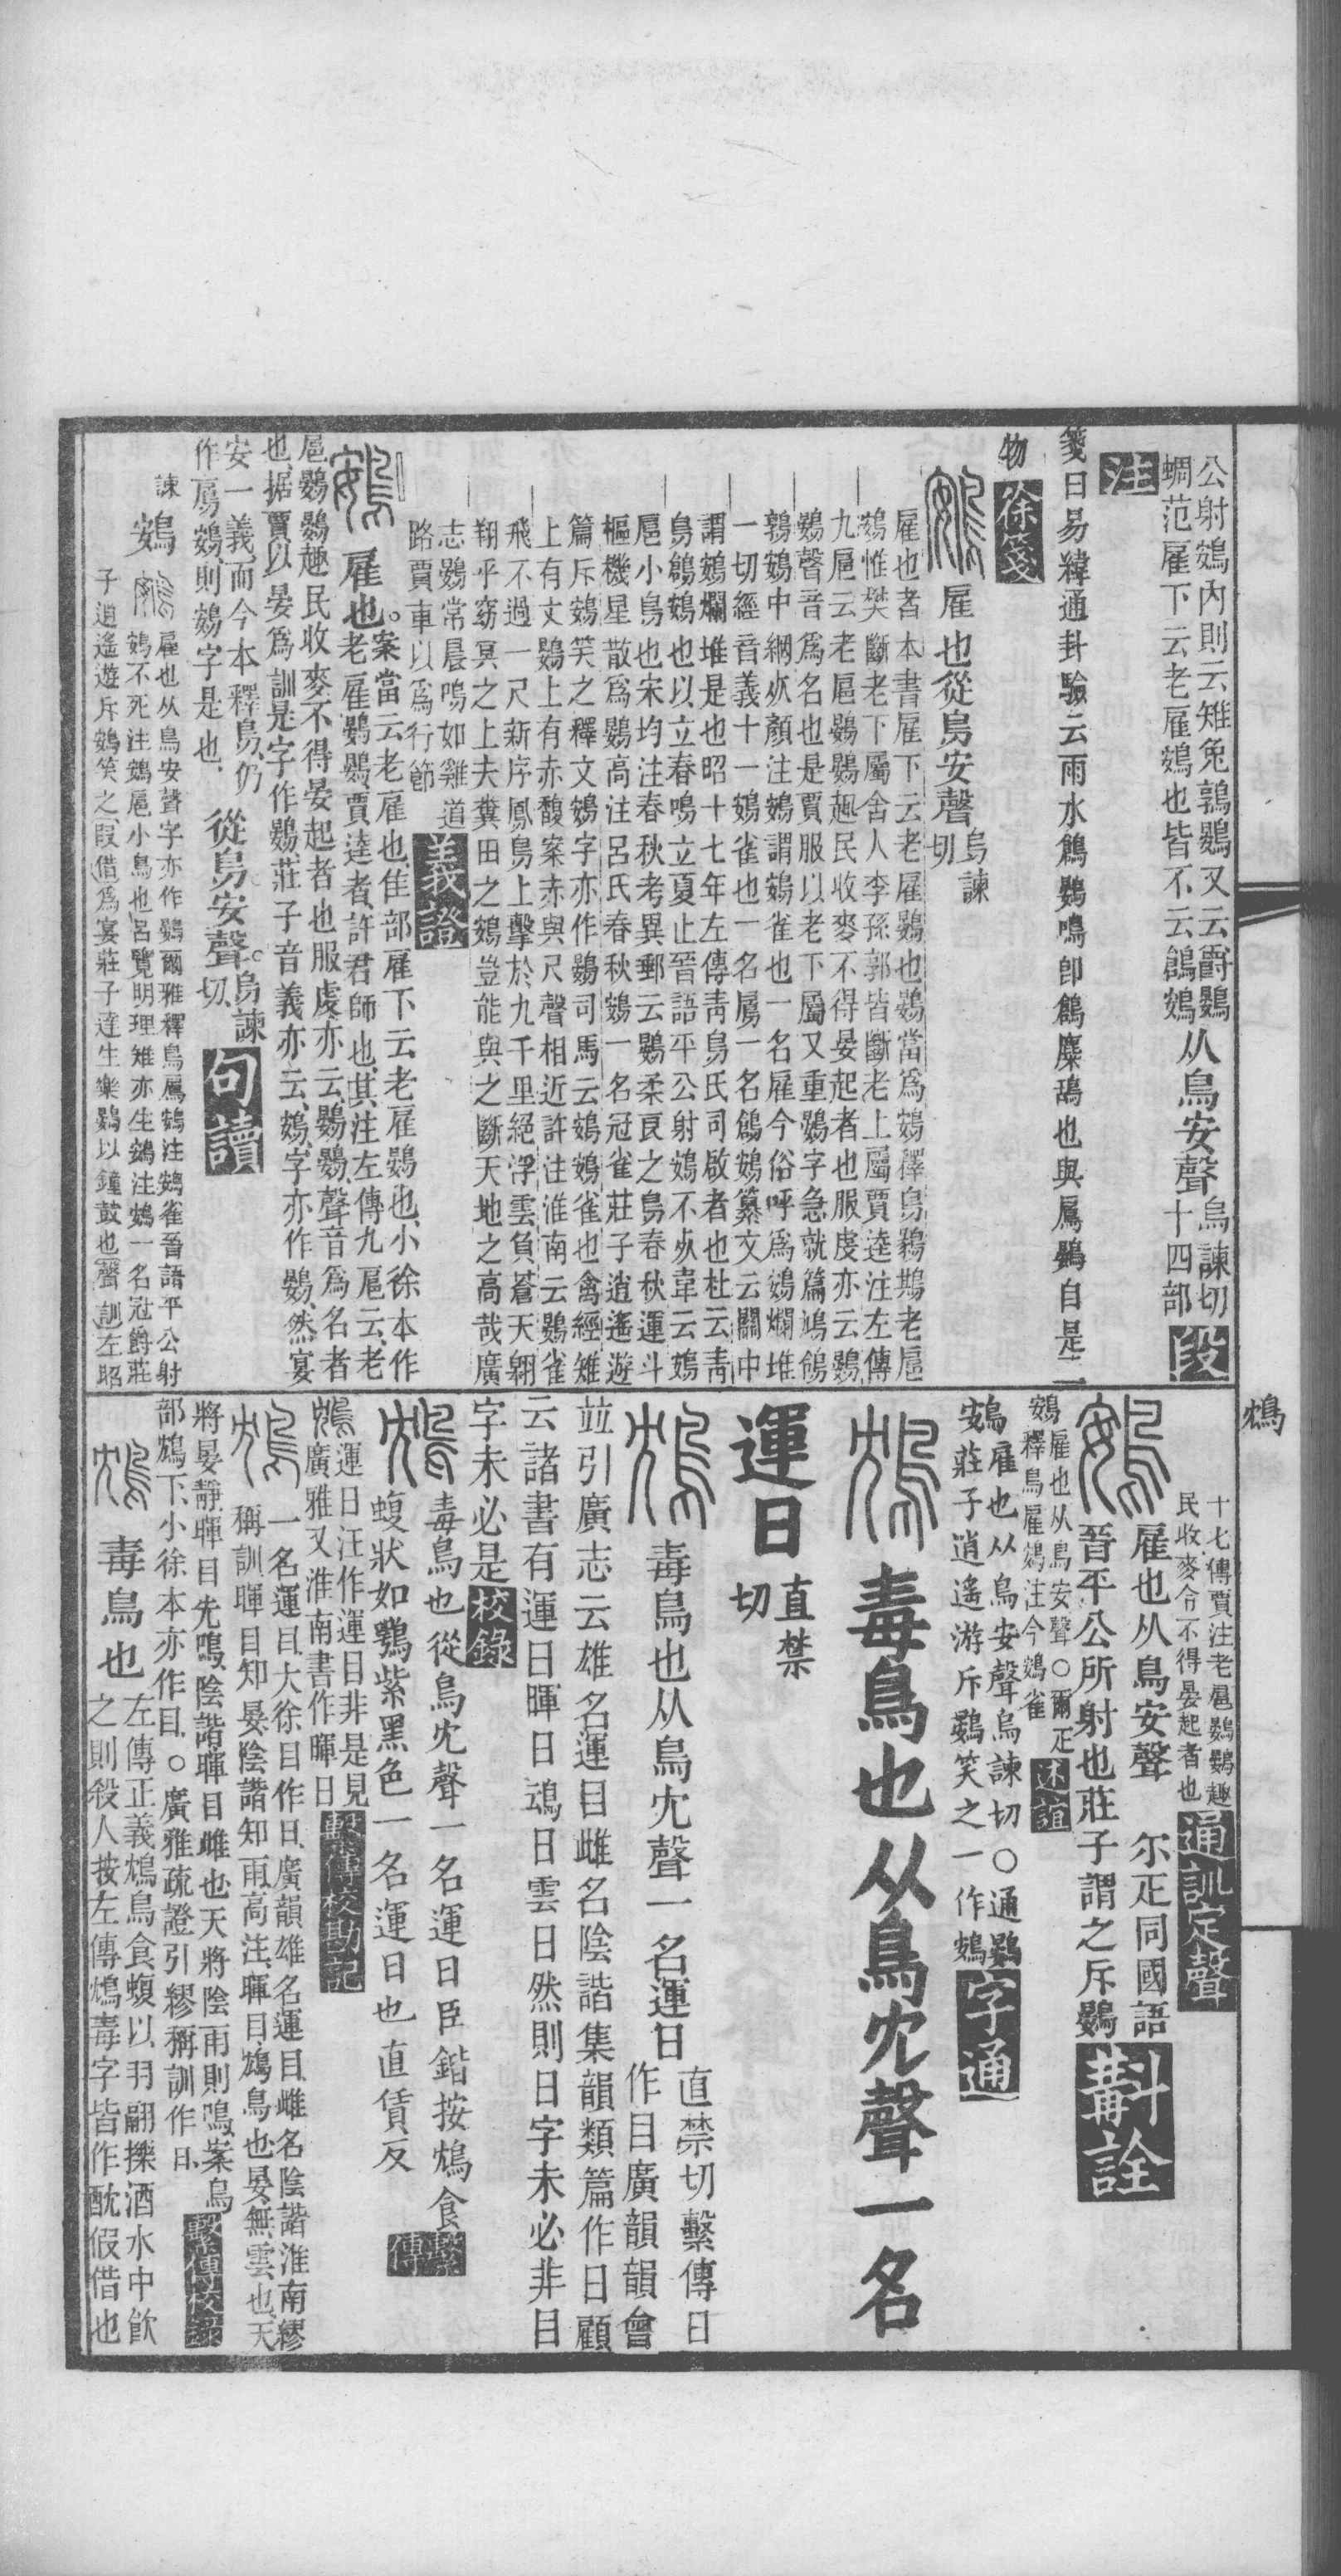 公射鴳內則云雉兔鶉鷃又云爵鷃
蜩范雇下云老雇鴳也皆不云鶬鴳
从鳥安聲
烏諫切
十四部
段
注
箋曰易緯通卦驗云雨水鶬鷃鳴卽鶬麋鴰也與鳸鷃自是二
物
徐箋
雇也從鳥安聲
烏諫
切
雇也者本書雇下云老雇鷃也鷃當爲鴳釋鳥鶨鶀老扈
鴳惟樊斷老下屬舍人李孫郭皆斷老上屬賈逵注左傳
九扈云老扈鷃鷃趣民收麥不得晏起者也服虔亦云鷃
鷃聲音爲名也是賈服以老下屬又重鷃字急就篇鳩鴿
鶉鴳中網死顏注鴳謂鴳雀也一名雇今俗呼爲鴳爛堆
一切經音義十一鴳雀也一名鳸一名鶬鴳纂文云關中
謂鴳爛堆是也昭十七年左傳靑鳥氏司啟者也杜云靑
鳥鶬鴳也以立春鳴立夏止晉語平公射鴳不死韋云鴳
扈小鳥也宋均注春秋考異郵云鷃柔良之鳥春秋運斗
樞機星散爲鷃高注呂氏春秋鴳一名冠雀莊子逍遙遊
篇斥鴳笑之釋文鴳字亦作鷃司馬云鴳鴳雀也禽經雉
上有丈鷃上有赤馥案赤與尺聲相近許注淮南云鷃雀
飛不過一尺新序鳳鳥上擊於九千里絕浮雲負蒼天翱
翔乎窈冥之上夫糞田之鴳豈能與之斷天地之高哉廣
志鷃常晨鳴如雞道
路賈車以爲行節
義證
雇也
案當云老雇也隹部雇下云老雇鷃也小徐本作
老雇鷃鷃賈逵者許君師也其注左傳九扈云老
扈鷃鷃趣民收麥不得晏起者也服虔亦云鷃鷃聲音爲名者
也據賈以晏爲訓是字作鷃莊子音義亦云鴳字亦作鷃然宴
安一義而今本釋鳥仍
作鳸鴳則鴳字是也
從鳥安聲
烏諫
切
句讀
諫
鴳
雇也从鳥安聲字亦作鷃爾雅釋鳥鳸鴳注鴳雀晉語平公射
鴳不死注鴳扈小鳥也呂覽明理雉亦生鴳注鴳一名冠爵莊
子逍遙遊斥鴳笑之叚借爲宴莊子達生樂鷃以鐘鼓也聲訓左昭
鴆
十七傳賈注老扈鷃鷃趣
民收麥令不得晏起者也
通訓定聲
雇也从鳥安聲 尔疋同國語
晉平公所射也莊子謂之斥鷃
斠詮
鴳
雇也从鳥安聲○爾疋
釋鳥雇鴳注今鴳雀
述誼
鴳雇也从鳥安聲烏諫切○通鷃
莊子逍遙游斥鷃笑之一作鴳
字通
毒鳥也从鳥冘聲一名
運日
直禁
切
毒鳥也从鳥冘聲一名運日
直禁切繫傳日
作目廣韻韻會
竝引廣志云雄名運目雌名陰諧集韻類篇作日顧
云諸書有運日暉日䲰日雲日然則日字未必非目
字未必是
校錄
毒鳥也從鳥冘聲一名運日臣鍇按鴆食
蝮狀如鶚紫黑色一名運日也直賃反
繫
傳
運日汪作運目非是見
廣雅又淮南書作暉日
繫傳校勘記
一名運目大徐目作日廣韻雄名運目雌名陰諧淮南繆
稱訓暉目知晏陰諧知雨高注暉目鴆鳥也晏無雲也天
將晏靜暉目先鳴陰諧暉目雌也天將陰雨則鳴案鳥
部鴆下小徐本亦作目○廣雅疏證引繆稱訓作日
繫傳校錄
毒鳥也
左傳正義鴆鳥食蝮以羽翮擽酒水中飮
之則殺人按左傳鴆毒字皆作酖假借也